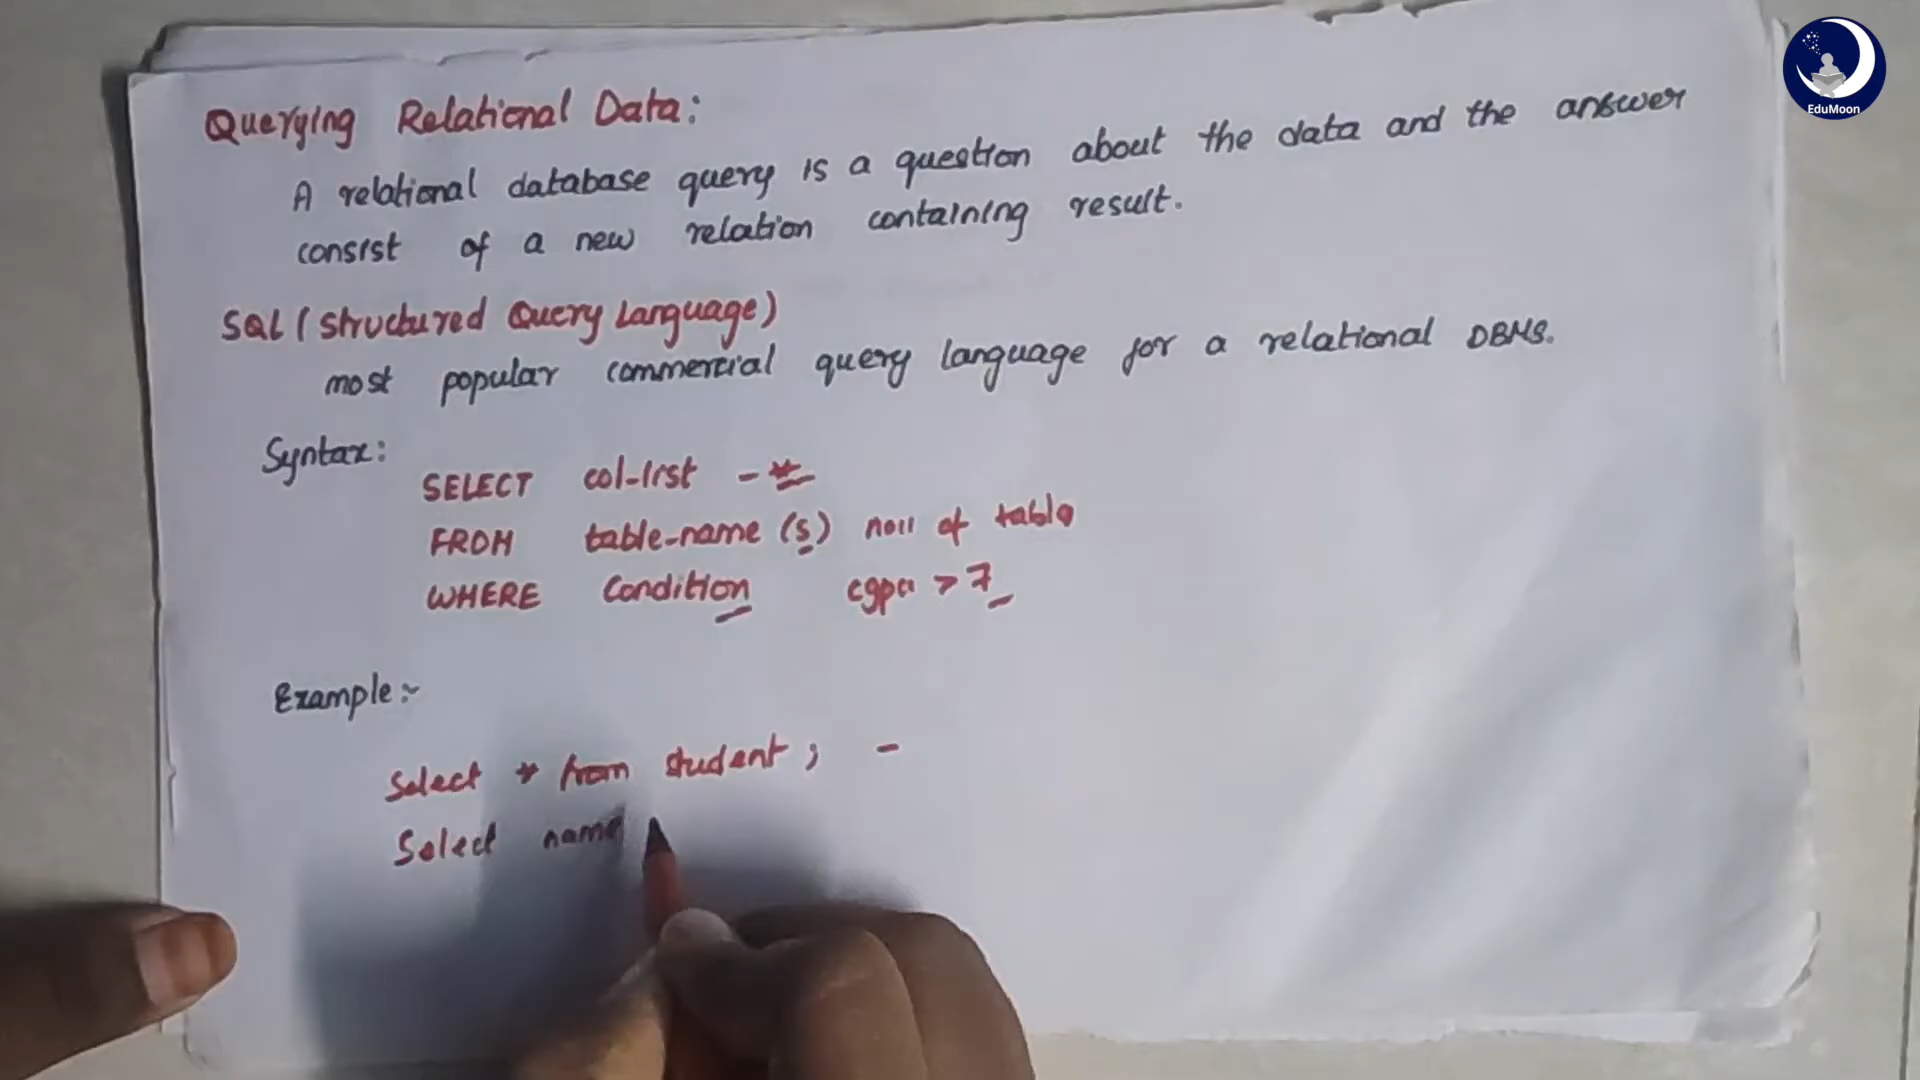 EduMoon
Querying Relational Data:
A relational database query is a question about the data and the answer
consist of a new relation containing result.
SQL (Structured Query Language)
most popular commercial query language for a relational DBMS.
Syntax:
SELECT col-list - *
FROM table-name (s) of table
WHERE Condition cgpa > 7
Example:-
Select * from student ; -
Select name